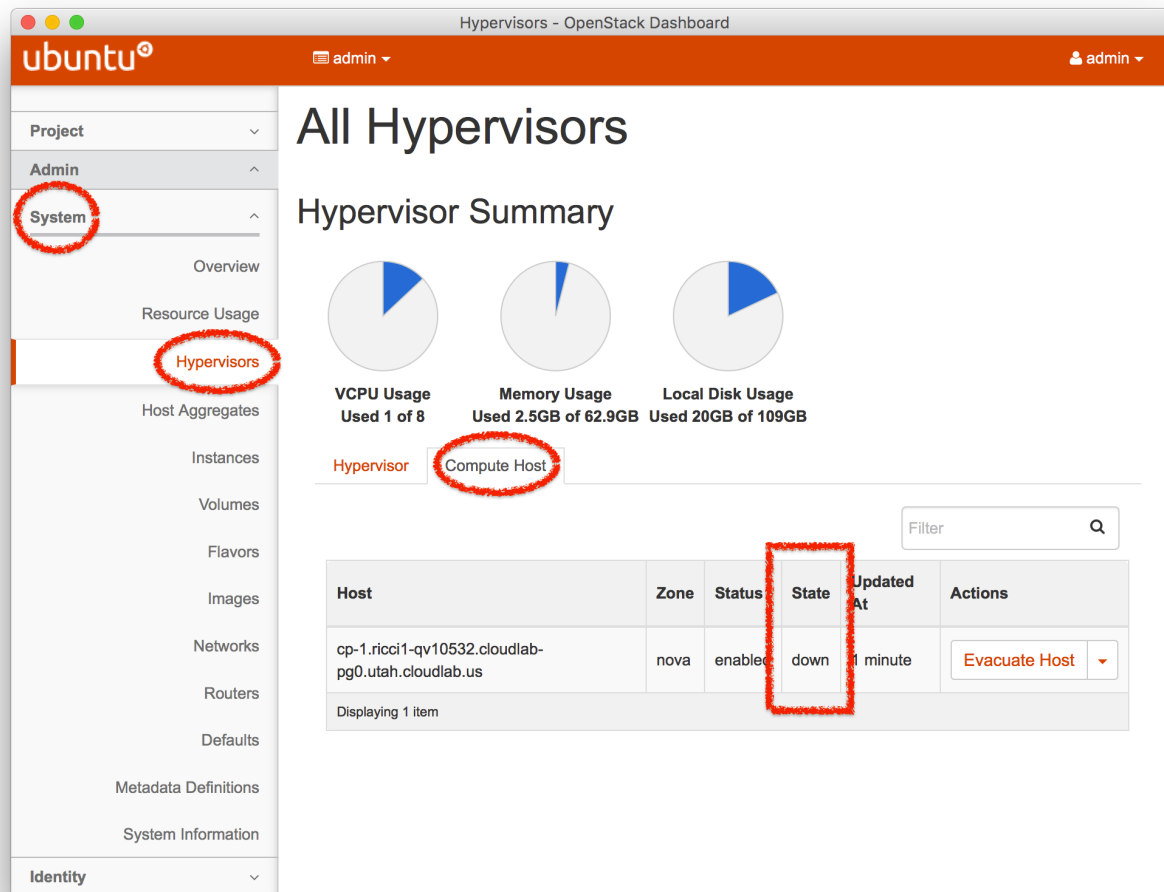 Hypervisors - OpenStack Dashboard
ubuntu
admin
admin
Project
Admin
System
Overview
Resource Usage
Hypervisors
Host Aggregates
Instances
Volumes
Flavors
Images
Networks
Routers
Defaults
Metadata Definitions
System Information
Identity
All Hypervisors
Hypervisor Summary
VCPU Usage
Used 1 of 8
Memory Usage
Used 2.5GB of 62.9GB
Local Disk Usage
Used 20GB of 109GB
Hypervisor Compute Host
Filter
Host Zone Status State Updated At Actions
cp-1.ricci1-qv10532.cloudlab-
pg0.utah.cloudlab.us
nova enabled down 1 minute Evacuate Host
Displaying 1 item